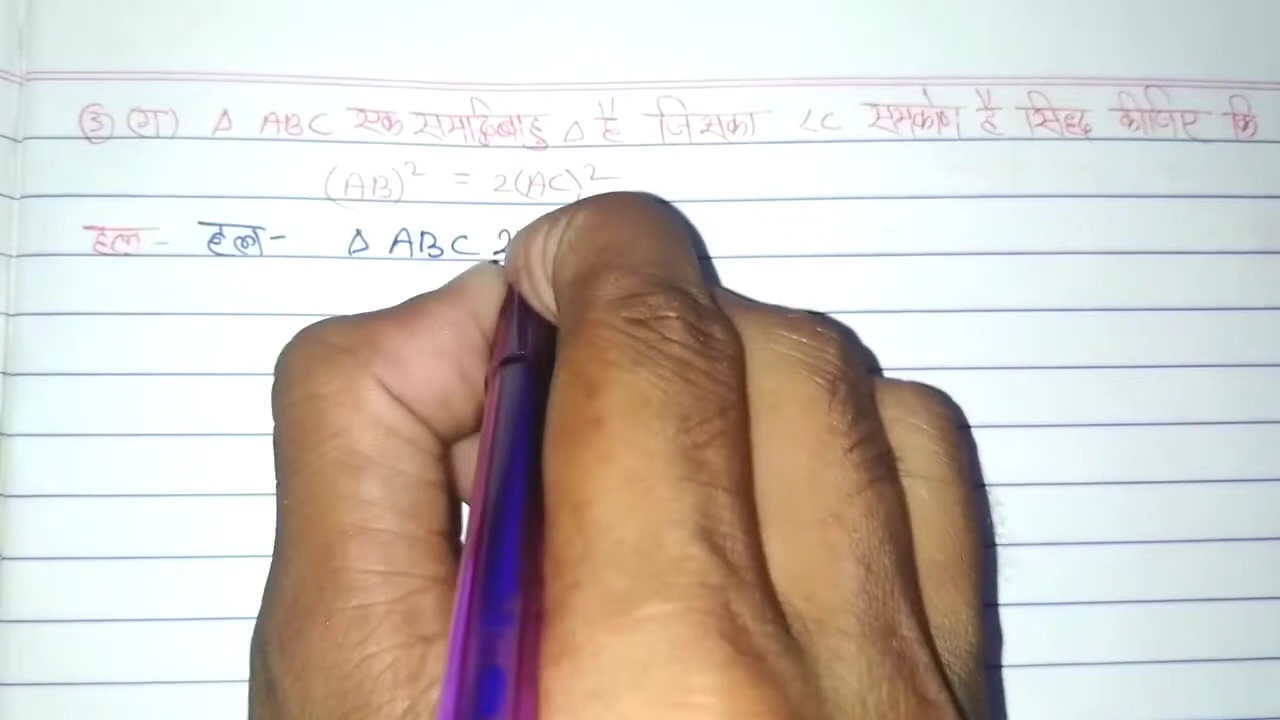 ③ (ग) △ ABC एक समद्विबाहु △ है जिसका ∠C समकोण है सिद्ध कीजिए कि
(AB)² = 2(AC)²
हल- हल- △ ABC